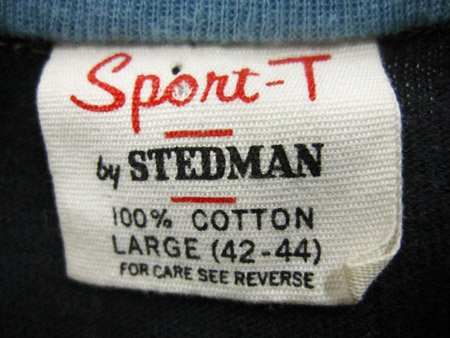 Sport-T
by STEDMAN
100% COTTON
LARGE (42-44)
FOR CARE SEE REVERSE